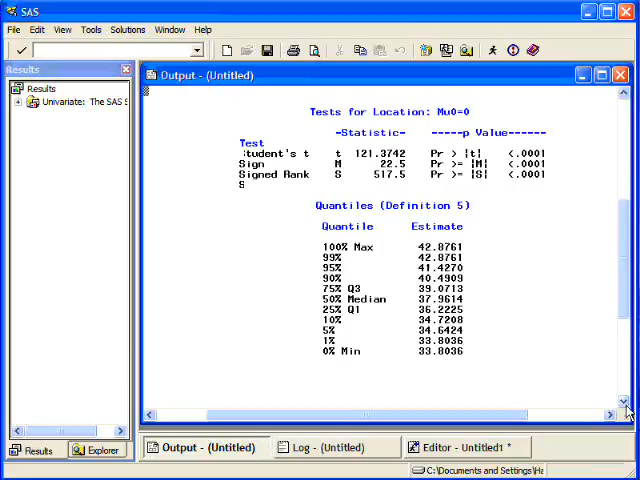 SAS
File Edit View Tools Solutions Window Help
Results
Results
Univariate: The SAS S
Output - (Untitled)
Tests for Location: Mu0=0
-Statistic- -----p Value------
Test
Student's t t 121.3742 Pr > |t| <.0001
Sign M 22.5 Pr >= |M| <.0001
Signed Rank S 517.5 Pr >= |S| <.0001
S
Quantiles (Definition 5)
Quantile Estimate
100% Max 42.8761
99% 42.8761
95% 41.4270
90% 40.4909
75% Q3 39.0713
50% Median 37.9614
25% Q1 36.2225
10% 34.7208
5% 34.6424
1% 33.8036
0% Min 33.8036
Results Explorer
Output - (Untitled) Log - (Untitled) Editor - Untitled1 *
C:\Documents and Settings\Ha